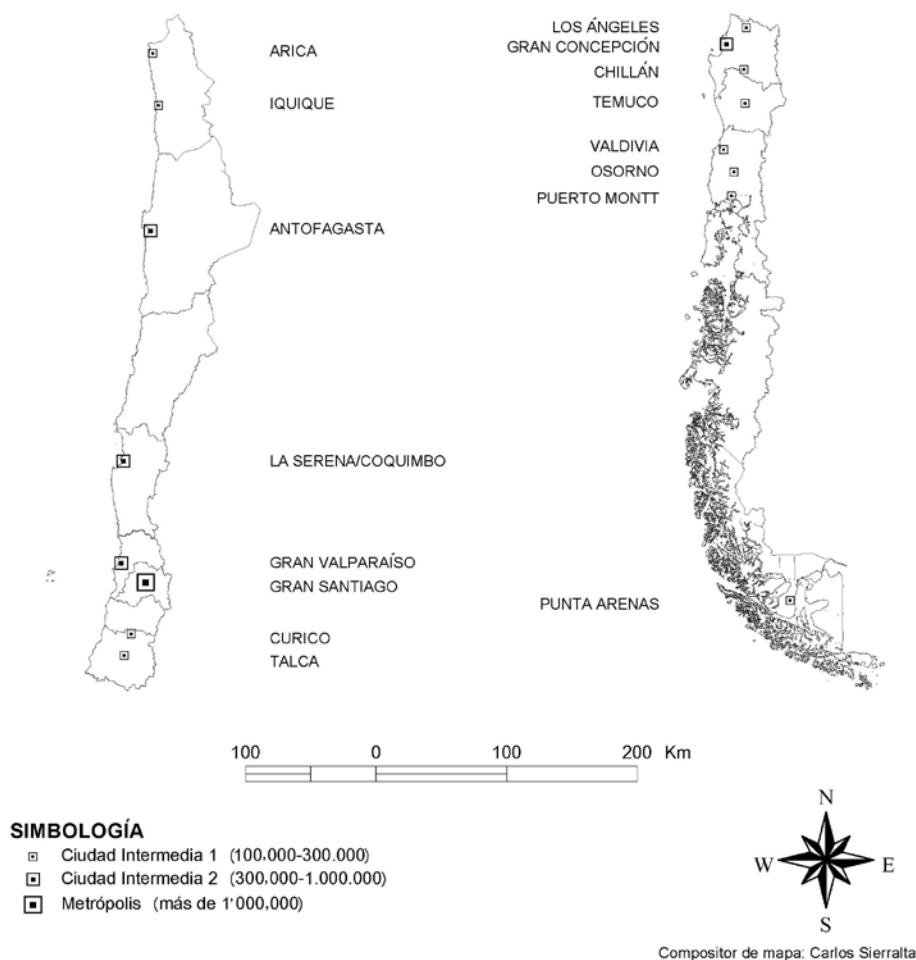 ARICA
IQUIQUE
ANTOFAGASTA
LA SERENA/COQUIMBO
GRAN VALPARAÍSO
GRAN SANTIAGO
CURICO
TALCA
LOS ÁNGELES
GRAN CONCEPCIÓN
CHILLÁN
TEMUCO
VALDIVIA
OSORNO
PUERTO MONTT
PUNTA ARENAS
100 0 100 200 Km
SIMBOLOGÍA
Ciudad Intermedia 1 (100,000-300.000)
Ciudad Intermedia 2 (300,000-1.000.000)
Metrópolis (más de 1'000,000)
N
W E
S
Compositor de mapa: Carlos Sierralta